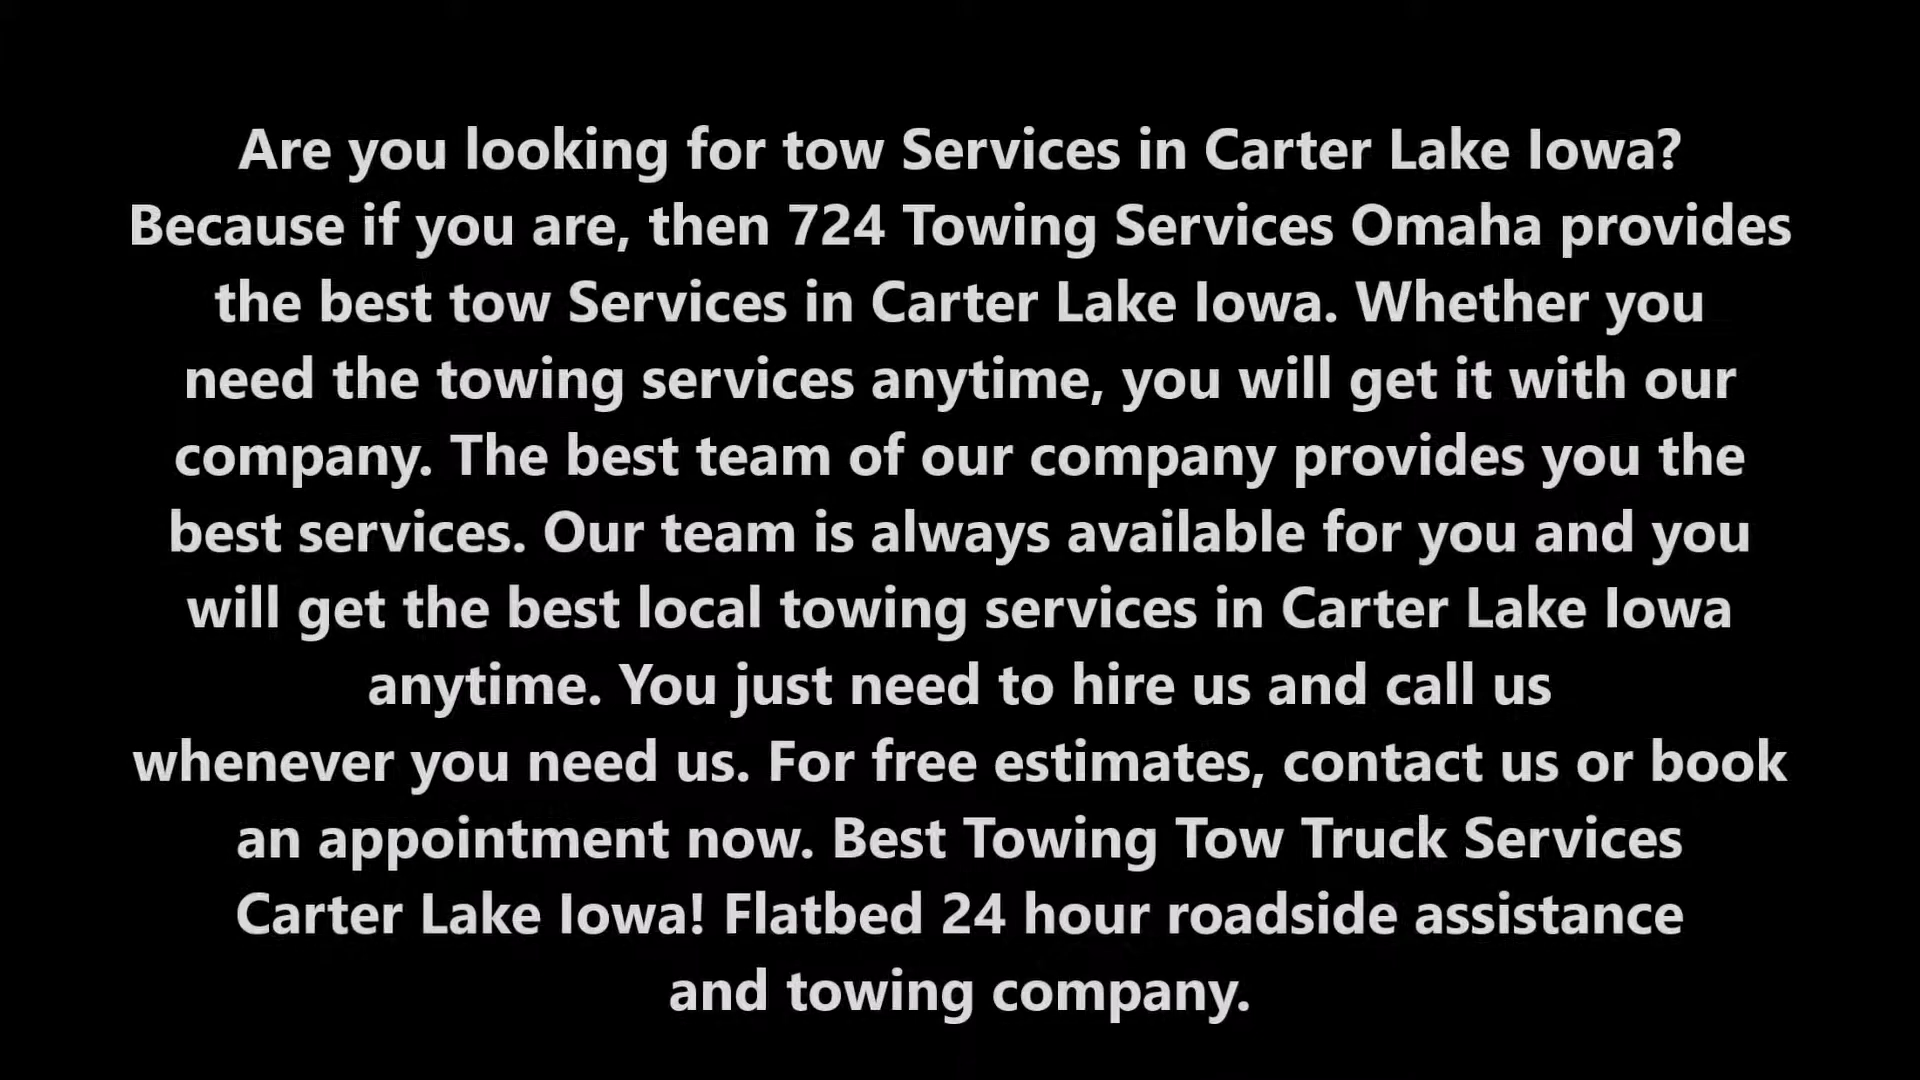 Are you looking for tow Services in Carter Lake Iowa?
Because if you are, then 724 Towing Services Omaha provides
the best tow Services in Carter Lake Iowa. Whether you
need the towing services anytime, you will get it with our
company. The best team of our company provides you the
best services. Our team is always available for you and you
will get the best local towing services in Carter Lake Iowa
anytime. You just need to hire us and call us
whenever you need us. For free estimates, contact us or book
an appointment now. Best Towing Tow Truck Services
Carter Lake Iowa! Flatbed 24 hour roadside assistance
and towing company.